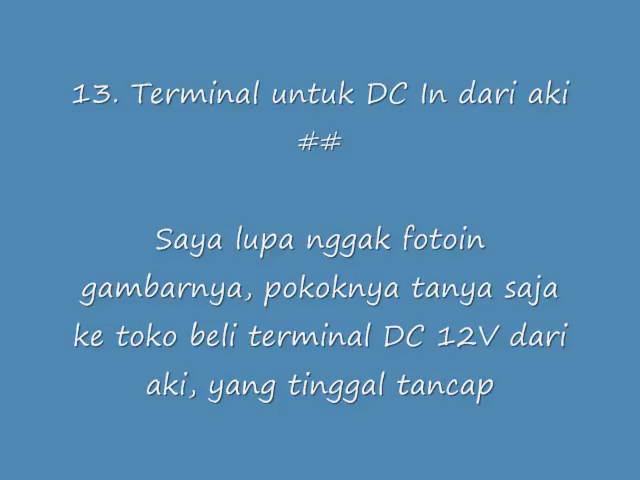 13. Terminal untuk DC In dari aki
##
Saya lupa nggak fotoin
gambarnya, pokoknya tanya saja
ke toko beli terminal DC 12V dari
aki, yang tinggal tancap